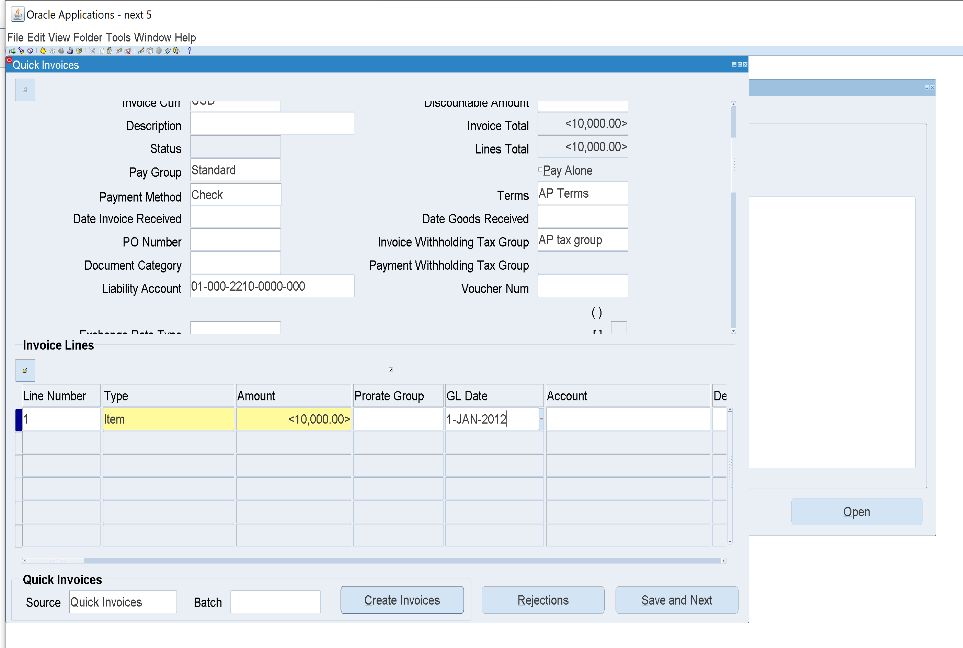 Oracle Applications - next 5
File Edit View Folder Tools Window Help
Quick Invoices
Invoice Curr USD
Discountable Amount
Description
Invoice Total <10,000.00>
Status
Lines Total <10,000.00>
Pay Group Standard
Pay Alone
Payment Method Check
Terms AP Terms
Date Invoice Received
Date Goods Received
PO Number
Invoice Withholding Tax Group AP tax group
Document Category
Payment Withholding Tax Group
Liability Account 01-000-2210-0000-000
Voucher Num
( )
Exchange Rate Type
[ ]
Invoice Lines
Line Number Type Amount Prorate Group GL Date Account De
1 Item <10,000.00> 1-JAN-2012
Open
Quick Invoices
Source Quick Invoices Batch Create Invoices Rejections Save and Next